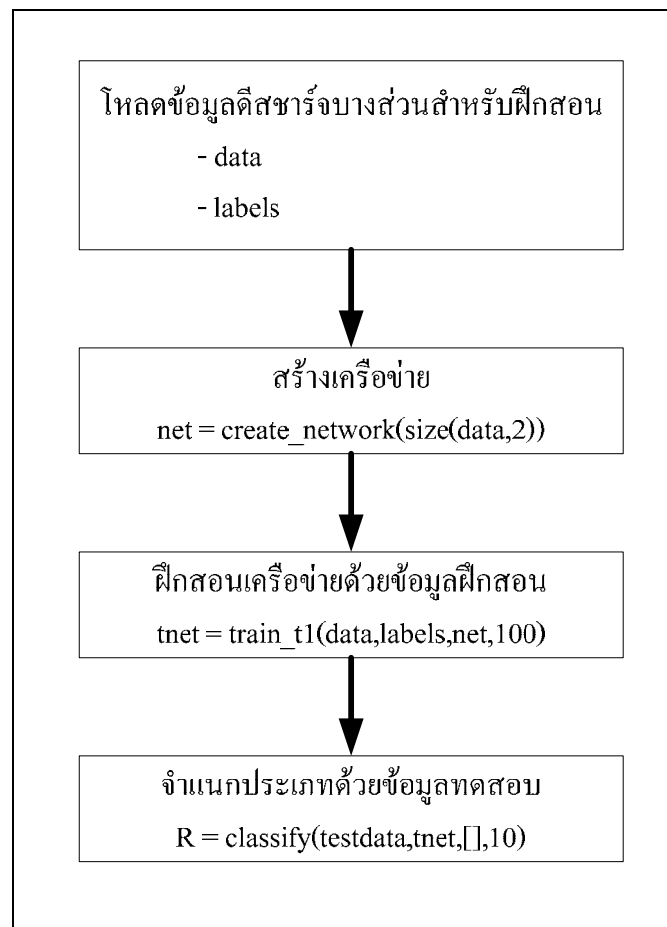 โหลดข้อมูลดีสชาร์จบางส่วนสำหรับฝึกสอน
- data
- labels
สร้างเครือข่าย
net = create_network(size(data,2))
ฝึกสอนเครือข่ายด้วยข้อมูลฝึกสอน
tnet = train_t1(data,labels,net,100)
จำแนกประเภทด้วยข้อมูลทดสอบ
R = classify(testdata,tnet,[],10)